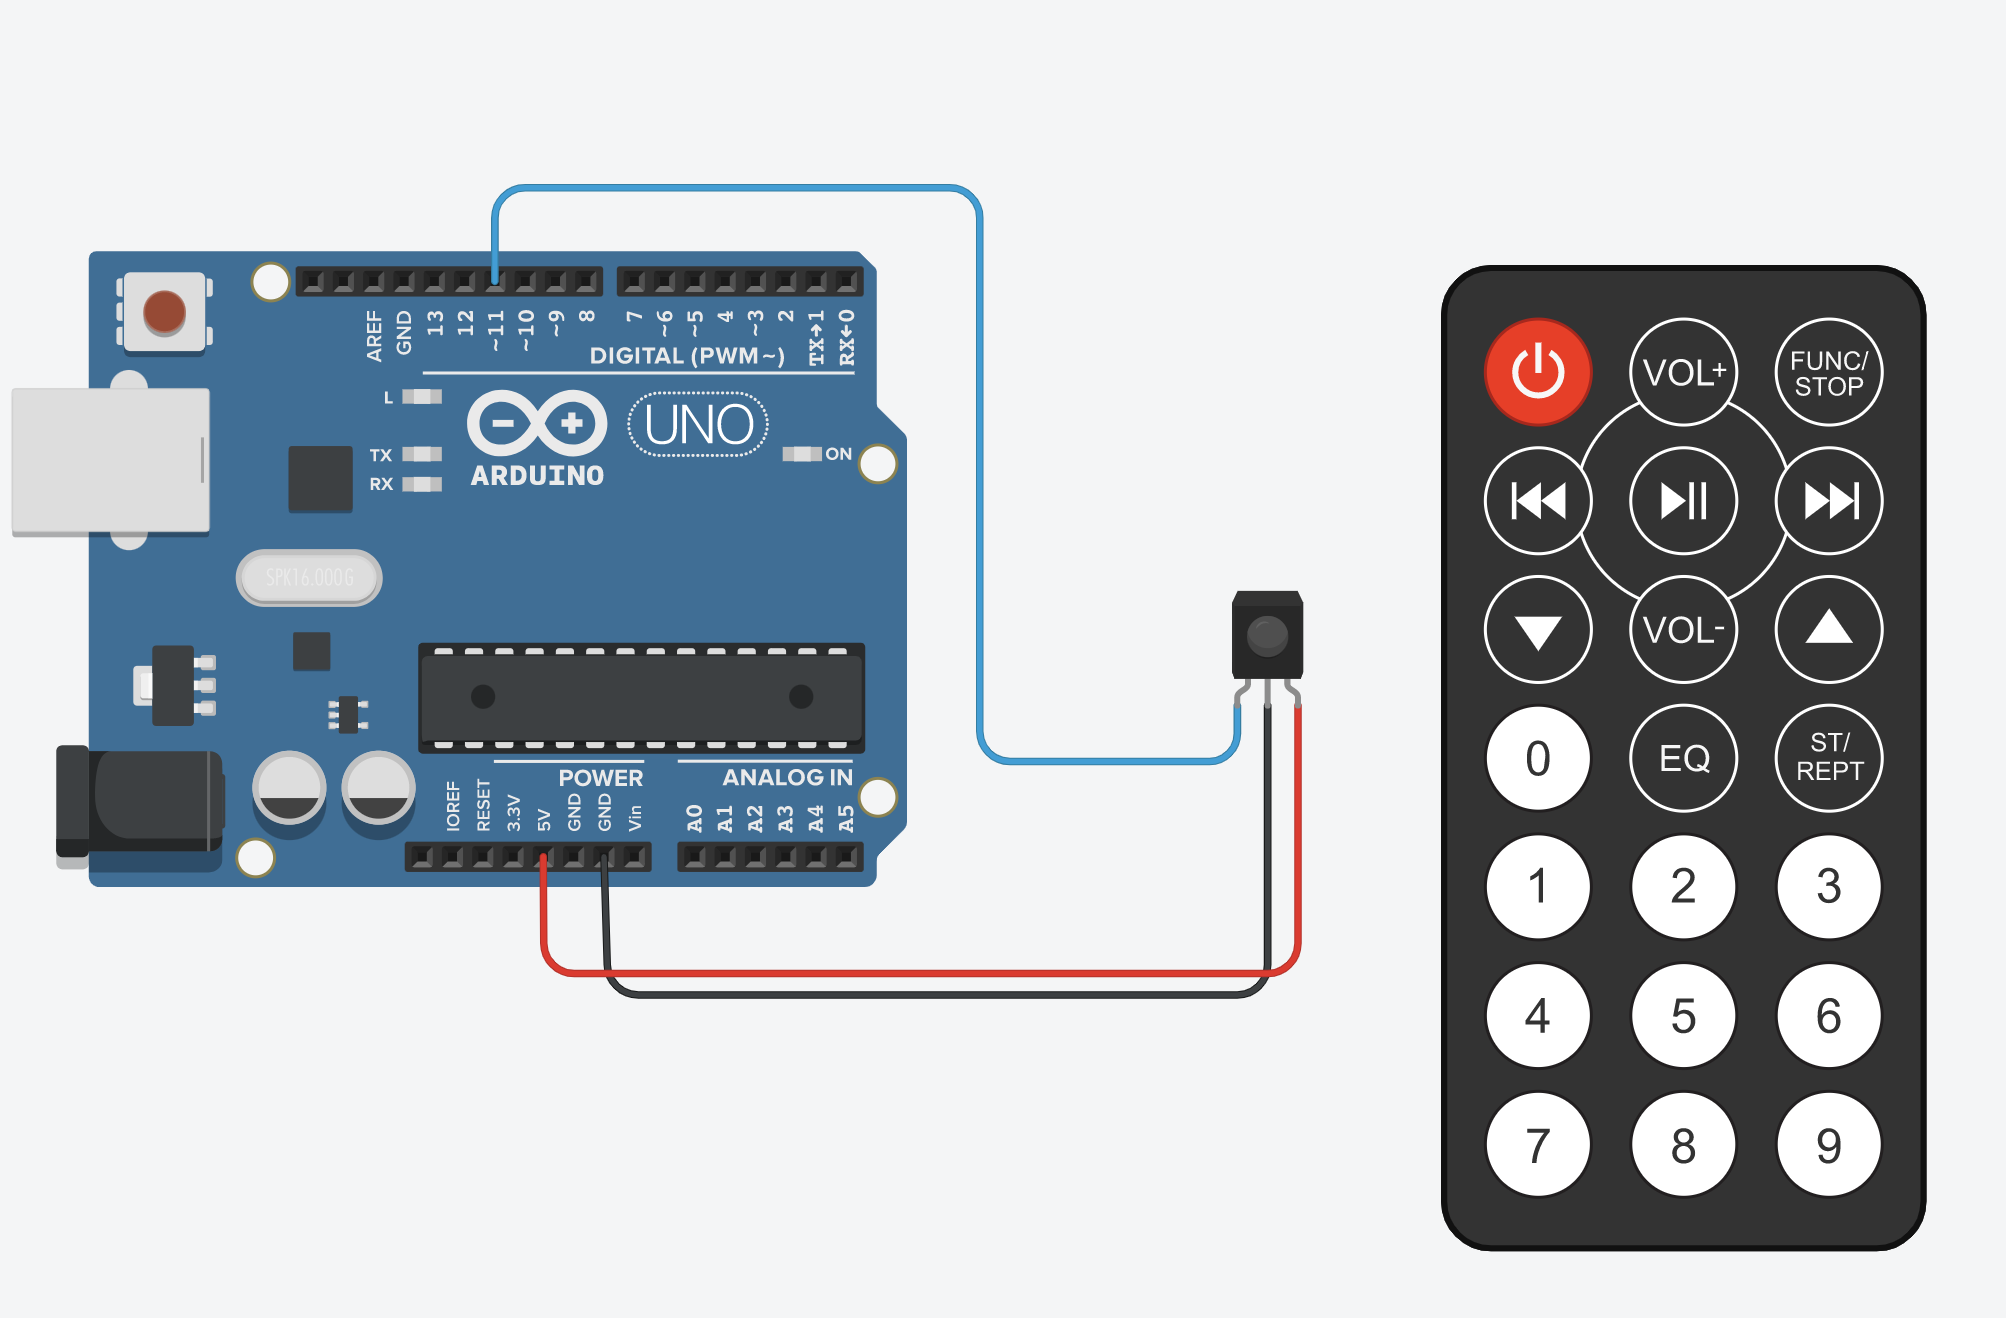 AREF
GND
13
12
~11
~10
~9
8
7
~6
~5
4
~3
2
TX→1
RX←0
DIGITAL (PWM~)
L
TX
RX
ARDUINO
UNO
ON
SPK16.000G
POWER
ANALOG IN
IOREF
RESET
3.3V
5V
GND
GND
Vin
A0
A1
A2
A3
A4
A5
VOL+
FUNC/
STOP
VOL-
0
EQ
ST/
REPT
1
2
3
4
5
6
7
8
9